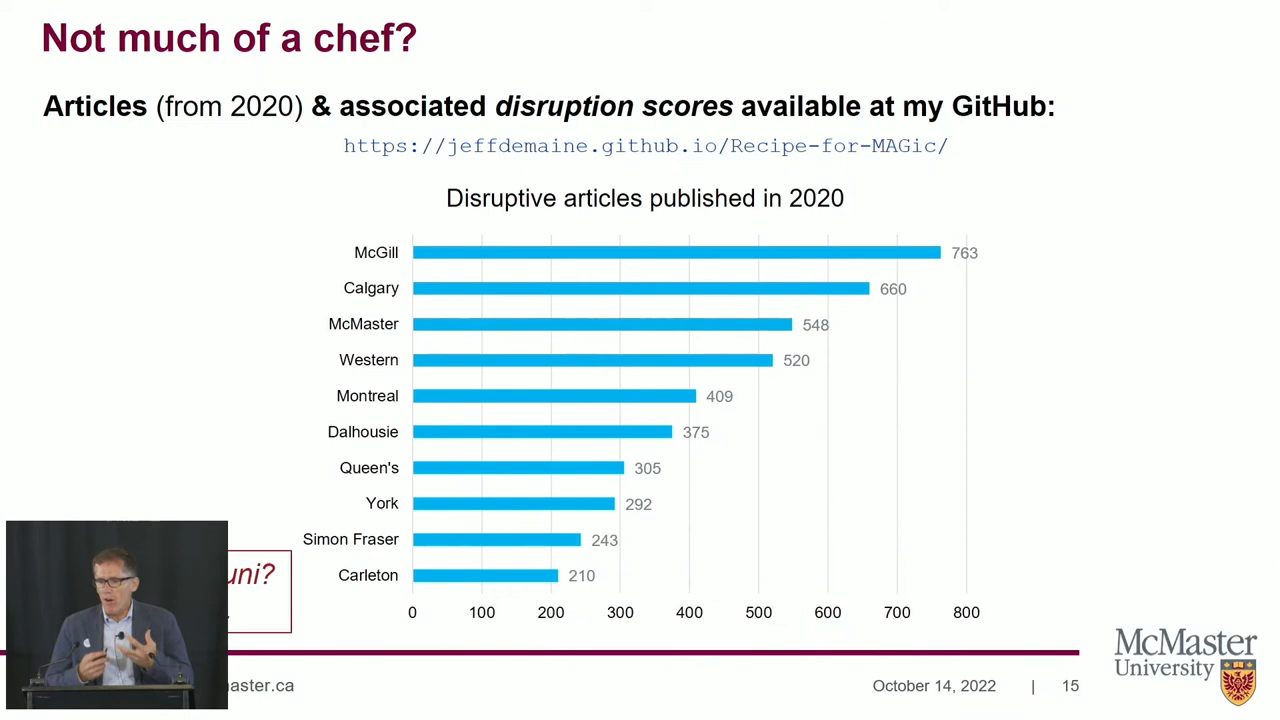 Not much of a chef?
Articles (from 2020) & associated disruption scores available at my GitHub:
https://jeffdemaine.github.io/Recipe-for-MAGic/
Disruptive articles published in 2020
McGill 763
Calgary 660
McMaster 548
Western 520
Montreal 409
Dalhousie 375
Queen's 305
York 292
Simon Fraser 243
Carleton 210
0 100 200 300 400 500 600 700 800
uni?
aster.ca
October 14, 2022 | 15
McMaster
University